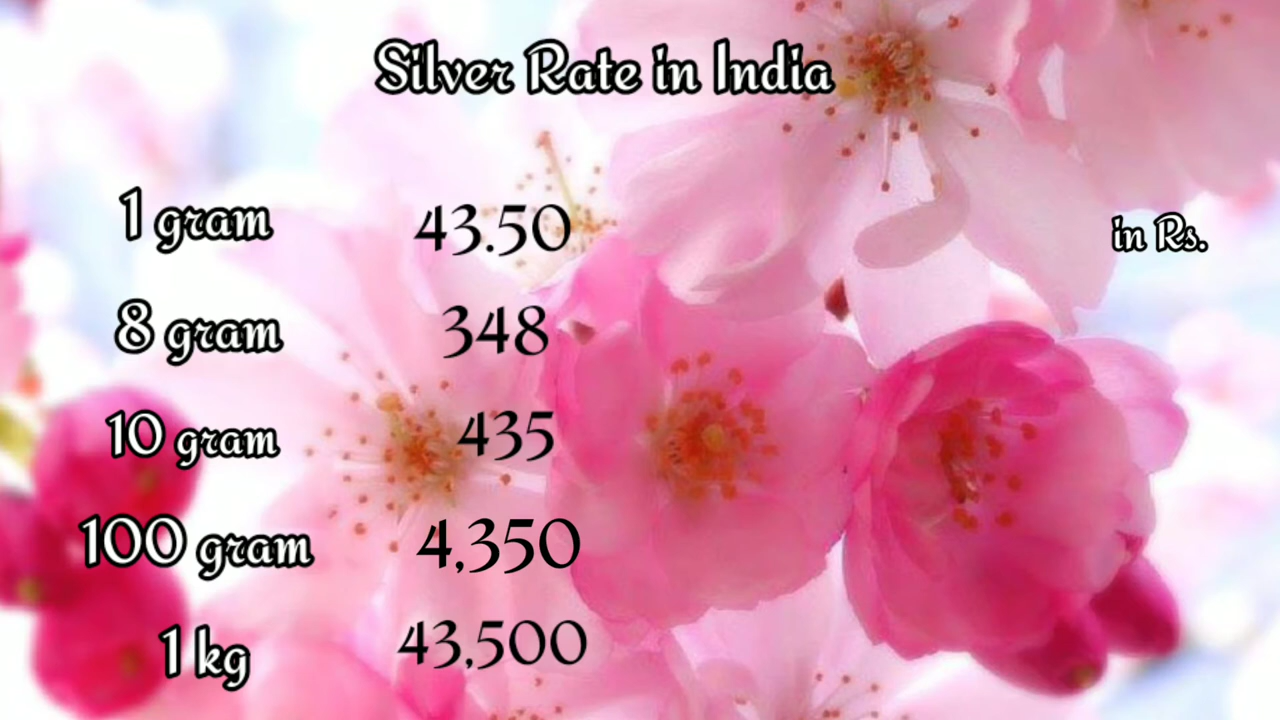 Silver Rate in India
1 gram 43.50 in Rs.
8 gram 348
10 gram 435
100 gram 4,350
1 kg 43,500